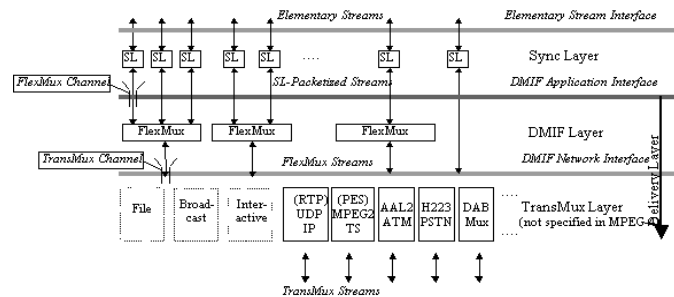 Elementary Streams
Elementary Stream Interface
SL SL SL SL SL .... SL SL
Sync Layer
FlexMux Channel
SL-Packetized Streams
DMIF Application Interface
FlexMux FlexMux FlexMux
DMIF Layer
TransMux Channel
FlexMux Streams
DMIF Network Interface
Delivery Layer
File
Broad-
cast
Inter-
active
(RTP)
UDP
IP
(PES)
MPEG2
TS
AAL2
ATM
H223
PSTN
DAB
Mux
....
....
TransMux Layer
(not specified in MPEG-
TransMux Streams